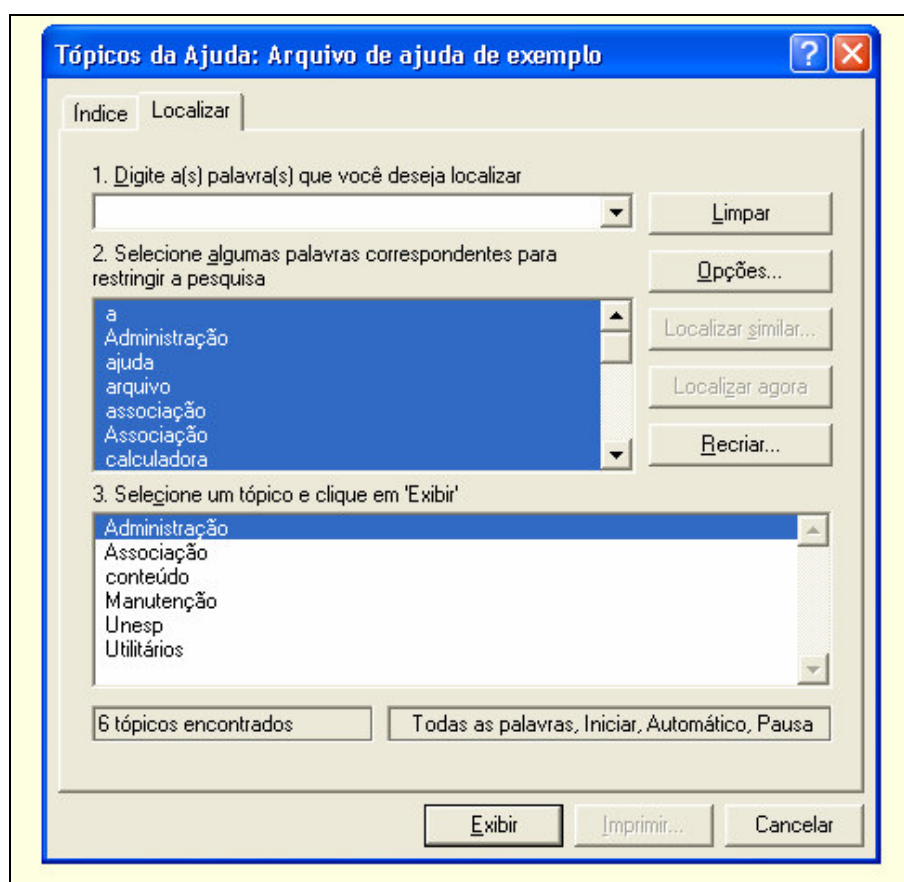 Tópicos da Ajuda: Arquivo de ajuda de exemplo
Índice Localizar
1. Digite a(s) palavra(s) que você deseja localizar
Limpar
2. Selecione algumas palavras correspondentes para
restringir a pesquisa
Opções...
a
Administração
ajuda
arquivo
associação
Associação
calculadora
Localizar similar...
Localizar agora
Recriar...
3. Selecione um tópico e clique em 'Exibir'
Administração
Associação
conteúdo
Manutenção
Unesp
Utilitários
6 tópicos encontrados
Todas as palavras, Iniciar, Automático, Pausa
Exibir Imprimir... Cancelar